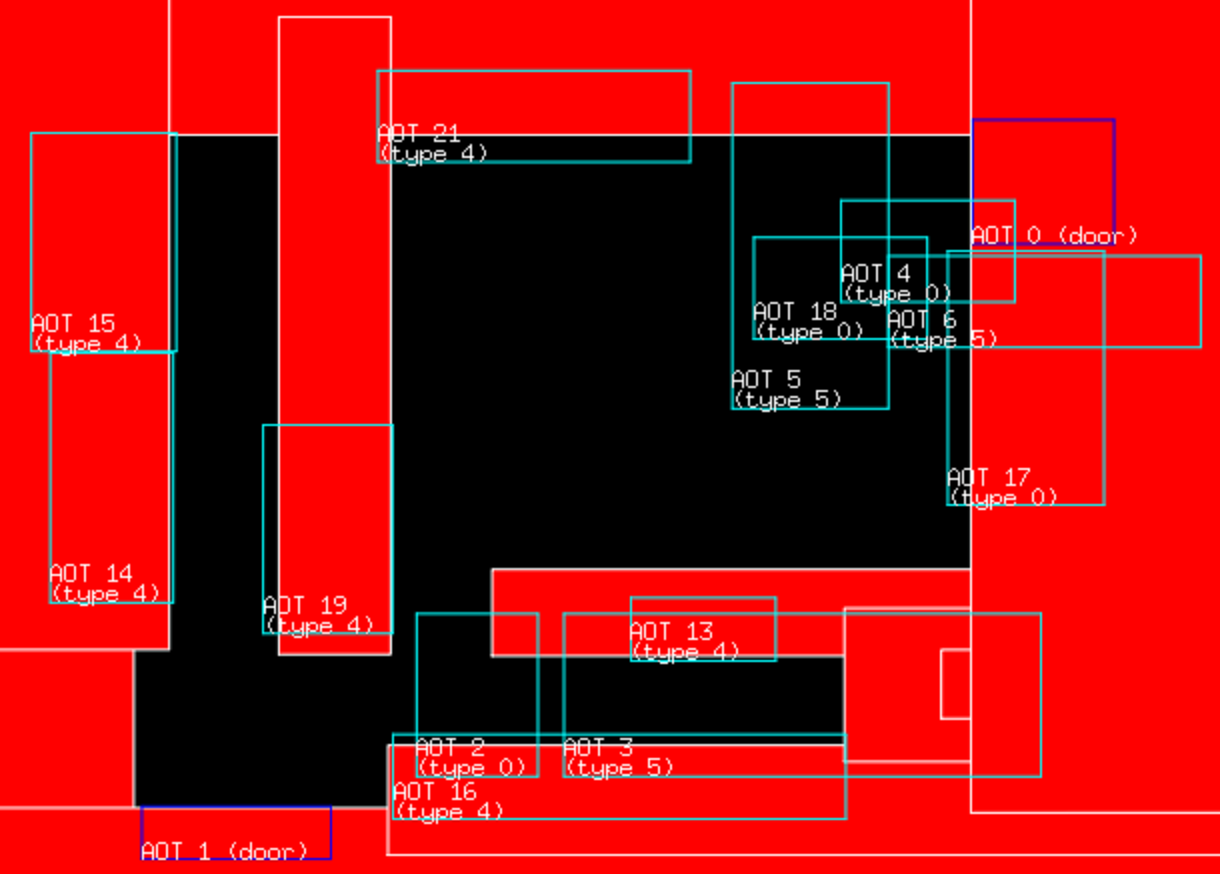 AOT 21
(type 4)
AOT 0 (door)
AOT 4
(type 0)
AOT 18
(type 0)
AOT 6
(type 5)
AOT 15
(type 4)
AOT 5
(type 5)
AOT 17
(type 0)
AOT 14
(type 4)
AOT 19
(type 4)
AOT 13
(type 4)
AOT 2
(type 0)
AOT 3
(type 5)
AOT 16
(type 4)
AOT 1 (door)